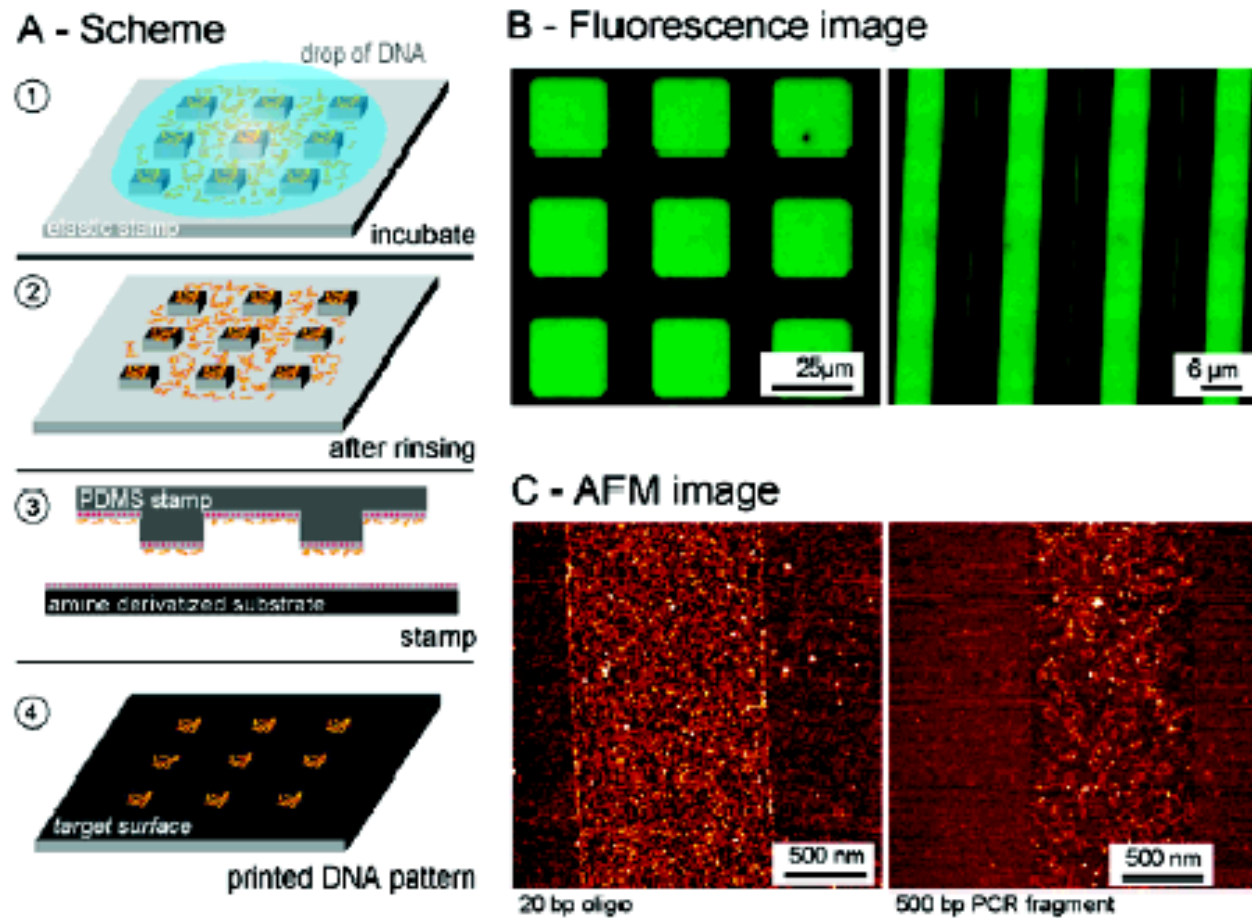 A - Scheme
drop of DNA
1
elastic stamp
incubate
2
after rinsing
3
PDMS stamp
amine derivatized substrate
stamp
4
target surface
printed DNA pattern
B - Fluorescence image
25µm
6 µm
C - AFM image
500 nm
500 nm
20 bp oligo
500 bp PCR fragment